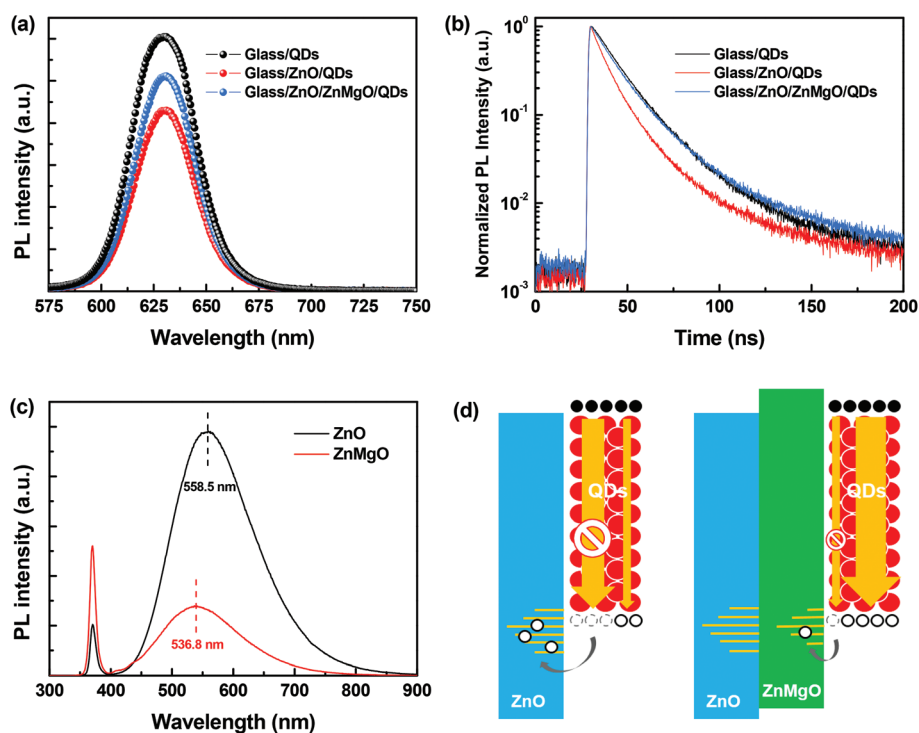 (a)
Glass/QDs
Glass/ZnO/QDs
Glass/ZnO/ZnMgO/QDs
PL intensity (a.u.)
575 600 625 650 675 700 725 750
Wavelength (nm)
(b)
Glass/QDs
Glass/ZnO/QDs
Glass/ZnO/ZnMgO/QDs
Normalized PL Intensity (a.u.)
10⁰
10⁻¹
10⁻²
10⁻³
0 50 100 150 200
Time (ns)
(c)
ZnO
ZnMgO
558.5 nm
536.8 nm
PL intensity (a.u.)
300 400 500 600 700 800 900
Wavelength (nm)
(d)
QDs
ZnO
QDs
ZnO
ZnMgO